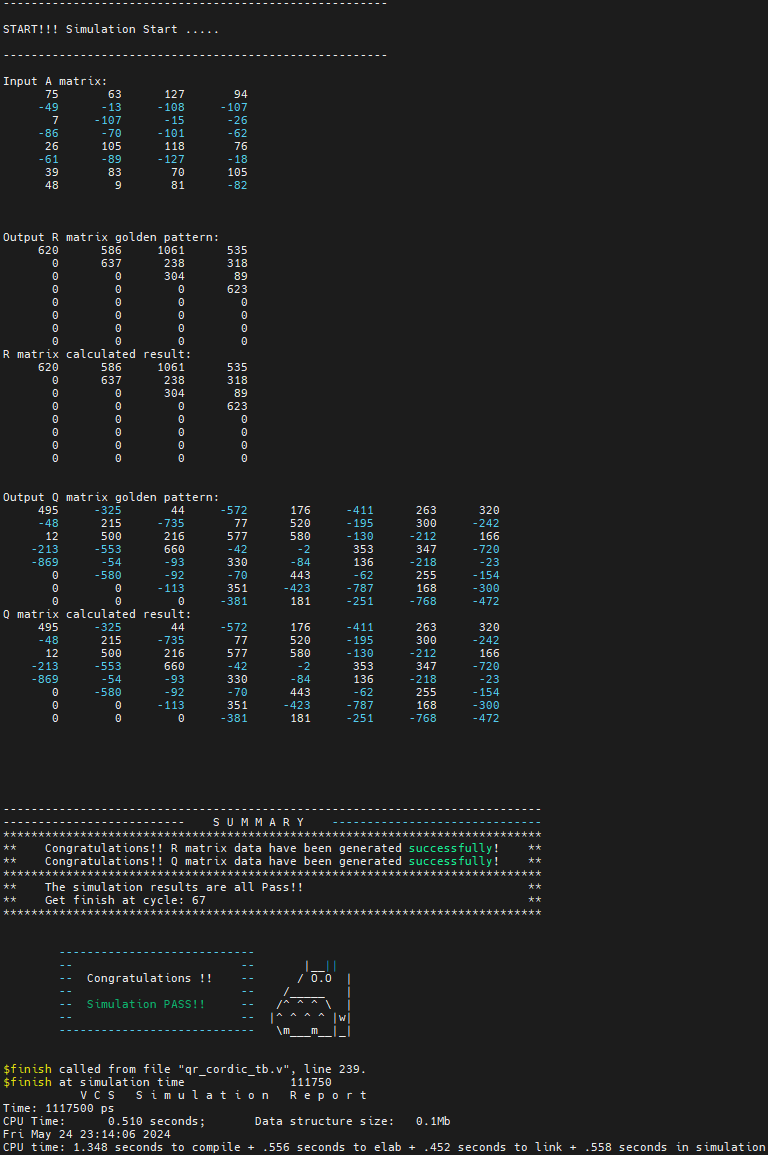 -------------------------------------------------------
START!!! Simulation Start .....
-------------------------------------------------------
Input A matrix:
75 63 127 94
-49 -13 -108 -107
7 -107 -15 -26
-86 -70 -101 -62
26 105 118 76
-61 -89 -127 -18
39 83 70 105
48 9 81 -82
Output R matrix golden pattern:
620 586 1061 535
0 637 238 318
0 0 304 89
0 0 0 623
0 0 0 0
0 0 0 0
0 0 0 0
0 0 0 0
R matrix calculated result:
620 586 1061 535
0 637 238 318
0 0 304 89
0 0 0 623
0 0 0 0
0 0 0 0
0 0 0 0
0 0 0 0
Output Q matrix golden pattern:
495 -325 44 -572 176 -411 263 320
-48 215 -735 77 520 -195 300 -242
12 500 216 577 580 -130 -212 166
-213 -553 660 -42 -2 353 347 -720
-869 -54 -93 330 -84 136 -218 -23
0 -580 -92 -70 443 -62 255 -154
0 0 -113 351 -423 -787 168 -300
0 0 0 -381 181 -251 -768 -472
Q matrix calculated result:
495 -325 44 -572 176 -411 263 320
-48 215 -735 77 520 -195 300 -242
12 500 216 577 580 -130 -212 166
-213 -553 660 -42 -2 353 347 -720
-869 -54 -93 330 -84 136 -218 -23
0 -580 -92 -70 443 -62 255 -154
0 0 -113 351 -423 -787 168 -300
0 0 0 -381 181 -251 -768 -472
-----------------------------------------------------------------------------
-------------------------- S U M M A R Y ------------------------------
*****************************************************************************
** Congratulations!! R matrix data have been generated successfully! **
** Congratulations!! Q matrix data have been generated successfully! **
*****************************************************************************
** The simulation results are all Pass!! **
** Get finish at cycle: 67 **
*****************************************************************************
----------------------------
-- -- |__||
-- Congratulations !! -- / O.O |
-- -- /_____ |
-- Simulation PASS!! -- /^ ^ ^ \ |
-- -- |^ ^ ^ ^ |w|
---------------------------- \m___m__|_|
$finish called from file "qr_cordic_tb.v", line 239.
$finish at simulation time 111750
V C S S i m u l a t i o n R e p o r t
Time: 1117500 ps
CPU Time: 0.510 seconds; Data structure size: 0.1Mb
Fri May 24 23:14:06 2024
CPU time: 1.348 seconds to compile + .556 seconds to elab + .452 seconds to link + .558 seconds in simulation